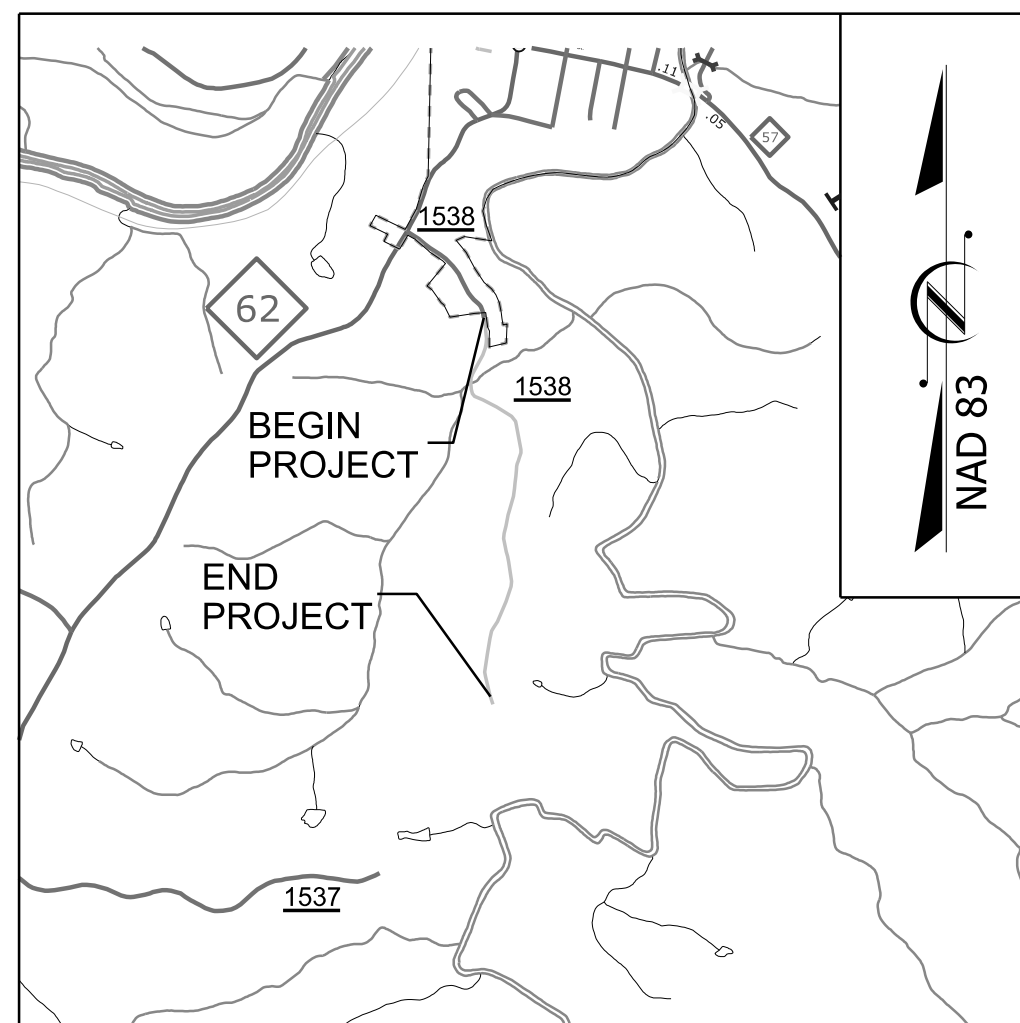 .11
.05
57
1538
62
1538
BEGIN
PROJECT
END
PROJECT
1537
N
NAD 83